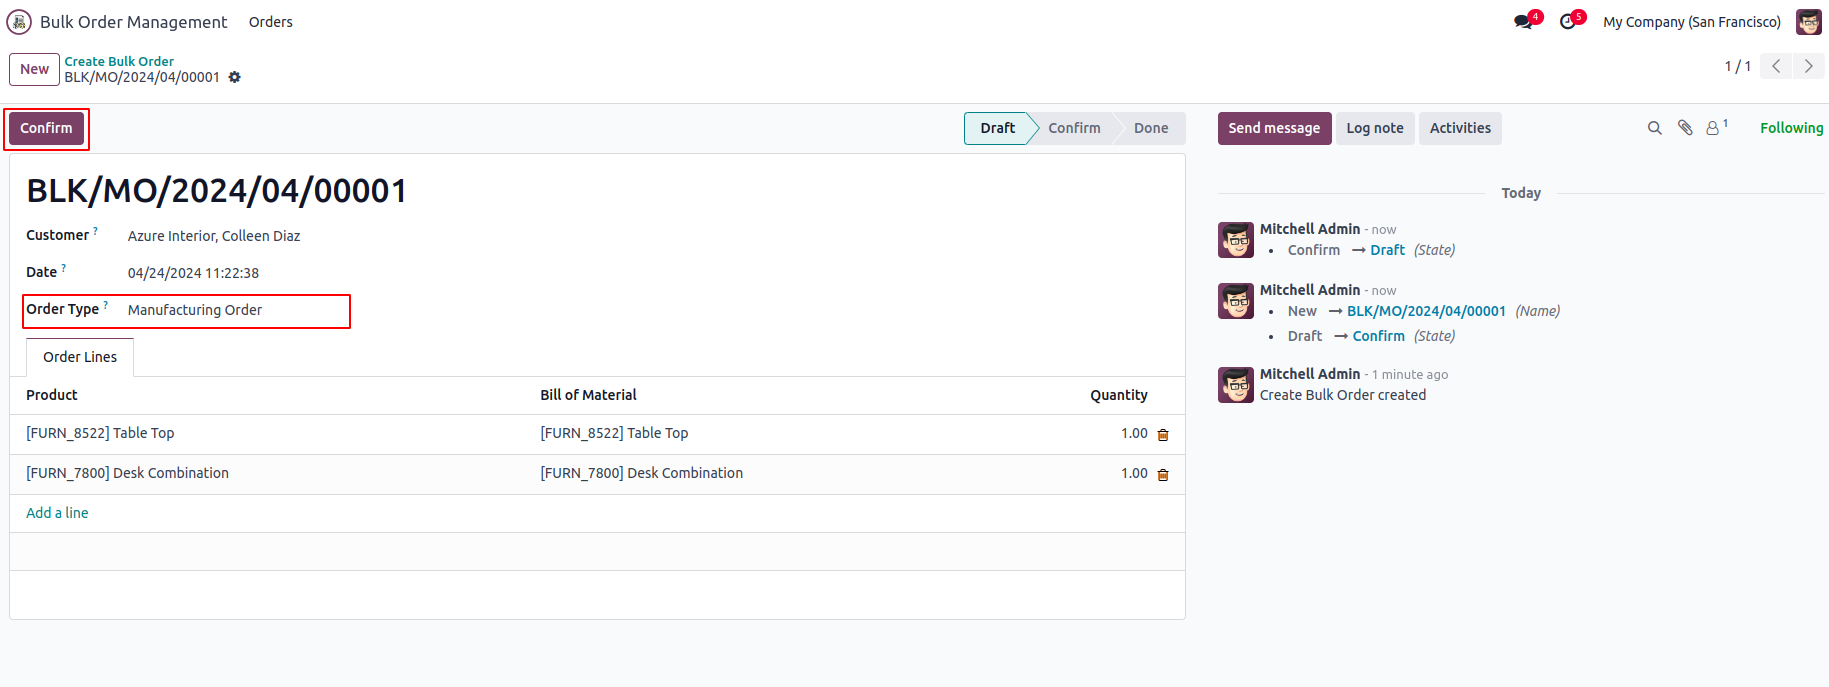 Bulk Order Management Orders 4 5 My Company (San Francisco)
New Create Bulk Order
BLK/MO/2024/04/00001 1 / 1
Confirm Draft Confirm Done Send message Log note Activities 1 Following
BLK/MO/2024/04/00001
Customer ? Azure Interior, Colleen Diaz
Date ? 04/24/2024 11:22:38
Order Type ? Manufacturing Order
Order Lines
Product Bill of Material Quantity
[FURN_8522] Table Top [FURN_8522] Table Top 1.00
[FURN_7800] Desk Combination [FURN_7800] Desk Combination 1.00
Add a line
Today
Mitchell Admin - now
• Confirm → Draft (State)
Mitchell Admin - now
• New → BLK/MO/2024/04/00001 (Name)
• Draft → Confirm (State)
Mitchell Admin - 1 minute ago
Create Bulk Order created